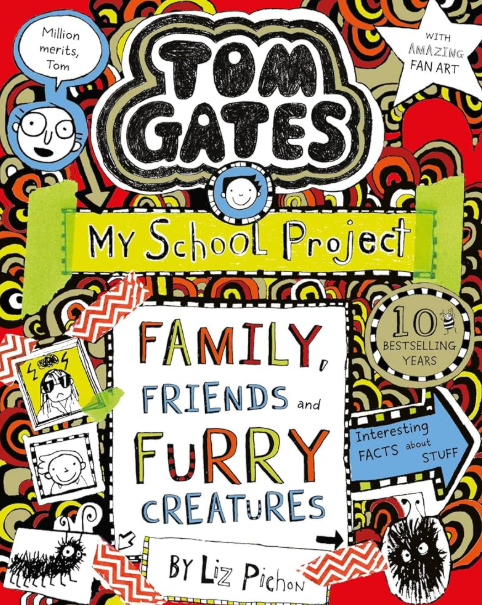 Million
merits,
Tom
WITH
AMAZING
FAN ART
TOM
GATES
My School Project
10
BESTSELLING
YEARS
FAMILY,
FRIENDS and
FURRY
CREATURES
Interesting
FACTS about
STUFF
BY Liz Pichon